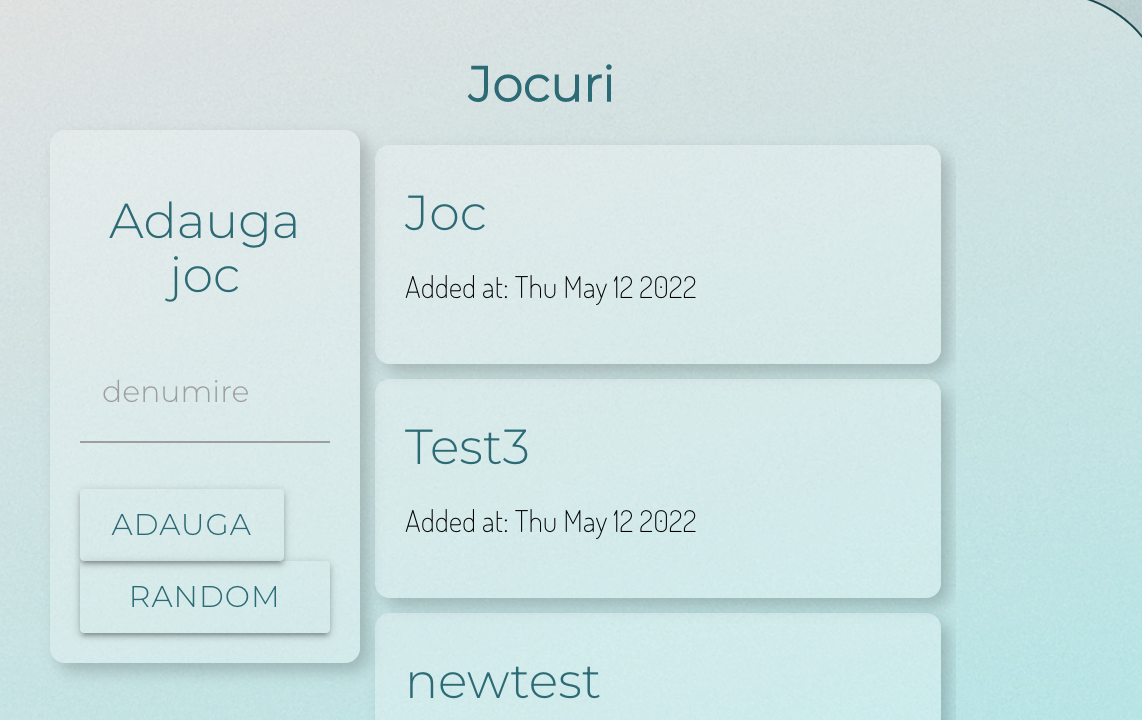 Jocuri
Adauga
joc
denumire
ADAUGA
RANDOM
Joc
Added at: Thu May 12 2022
Test3
Added at: Thu May 12 2022
newtest